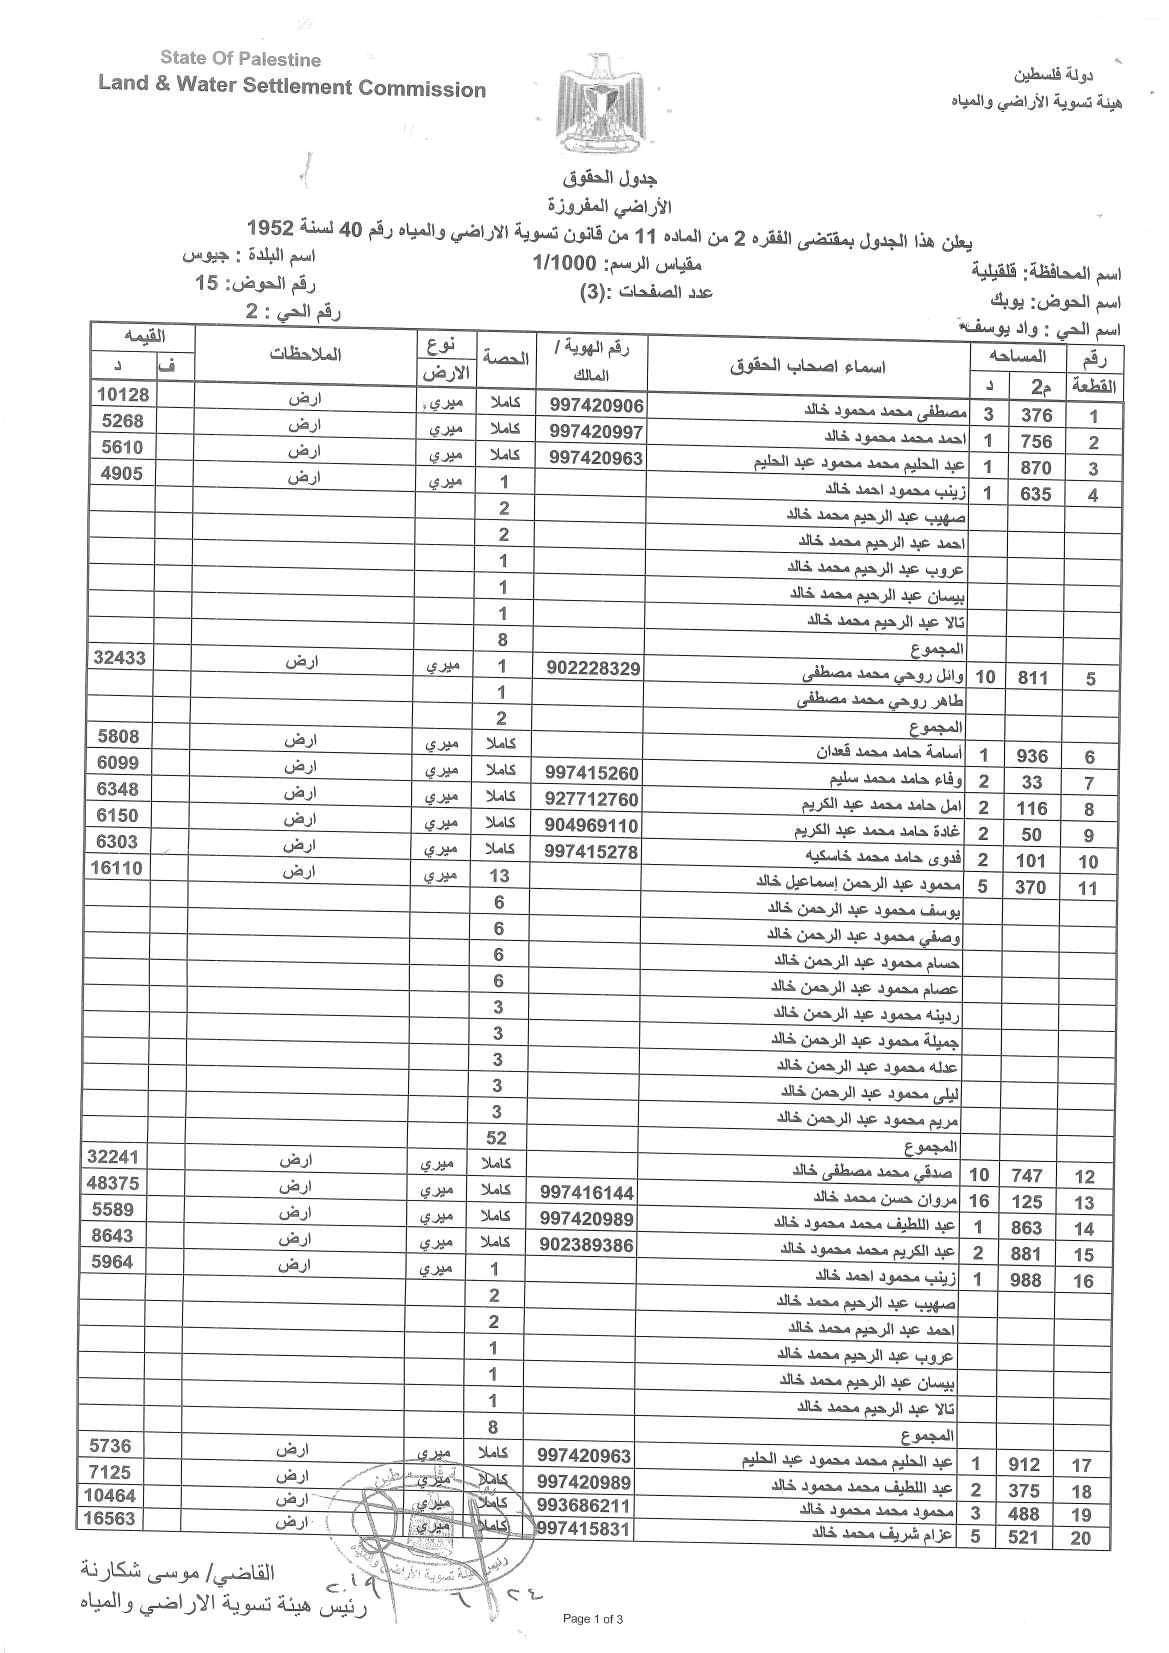 State Of Palestine
Land & Water Settlement Commission
دولة فلسطين
هيئة تسوية الأراضي والمياه
جدول الحقوق
الأراضي المفروزة
يعلن هذا الجدول بمقتضى الفقره 2 من الماده 11 من قانون تسوية الاراضي والمياه رقم 40 لسنة 1952
اسم المحافظة: قلقيلية مقياس الرسم: 1/1000 اسم البلدة : جيوس
اسم الحوض: يوبك عدد الصفحات :(3) رقم الحوض: 15
اسم الحي : واد يوسف رقم الحي : 2
رقم القطعة المساحه م2 د اسماء اصحاب الحقوق رقم الهوية / المالك الحصة نوع الارض الملاحظات القيمه ف د
1 376 3 مصطفى محمد محمود خالد 997420906 كاملا ميري ارض 10128
2 756 1 احمد محمد محمود خالد 997420997 كاملا ميري ارض 5268
3 870 1 عبد الحليم محمد محمود عبد الحليم 997420963 كاملا ميري ارض 5610
4 635 1 زينب محمود احمد خالد 1 ميري ارض 4905
صهيب عبد الرحيم محمد خالد 2
احمد عبد الرحيم محمد خالد 2
عروب عبد الرحيم محمد خالد 1
بيسان عبد الرحيم محمد خالد 1
تالا عبد الرحيم محمد خالد 1
المجموع 8
5 811 10 وائل روحي محمد مصطفى 902228329 1 ميري ارض 32433
طاهر روحي محمد مصطفى 1
المجموع 2
6 936 1 أسامة حامد محمد قعدان كاملا ميري ارض 5808
7 33 2 وفاء حامد محمد سليم 997415260 كاملا ميري ارض 6099
8 116 2 امل حامد محمد عبد الكريم 927712760 كاملا ميري ارض 6348
9 50 2 غادة حامد محمد عبد الكريم 904969110 كاملا ميري ارض 6150
10 101 2 فدوى حامد محمد خاسكيه 997415278 كاملا ميري ارض 6303
11 370 5 محمود عبد الرحمن إسماعيل خالد 13 ميري ارض 16110
يوسف محمود عبد الرحمن خالد 6
وصفي محمود عبد الرحمن خالد 6
حسام محمود عبد الرحمن خالد 6
عصام محمود عبد الرحمن خالد 6
ردينه محمود عبد الرحمن خالد 3
جميلة محمود عبد الرحمن خالد 3
عدله محمود عبد الرحمن خالد 3
ليلى محمود عبد الرحمن خالد 3
مريم محمود عبد الرحمن خالد 3
المجموع 52
12 747 10 صدقي محمد مصطفى خالد كاملا ميري ارض 32241
13 125 16 مروان حسن محمد خالد 997416144 كاملا ميري ارض 48375
14 863 1 عبد اللطيف محمد محمود خالد 997420989 كاملا ميري ارض 5589
15 881 2 عبد الكريم محمد محمود خالد 902389386 كاملا ميري ارض 8643
16 988 1 زينب محمود احمد خالد 1 ميري ارض 5964
صهيب عبد الرحيم محمد خالد 2
احمد عبد الرحيم محمد خالد 2
عروب عبد الرحيم محمد خالد 1
بيسان عبد الرحيم محمد خالد 1
تالا عبد الرحيم محمد خالد 1
المجموع 8
17 912 1 عبد الحليم محمد محمود عبد الحليم 997420963 كاملا ميري ارض 5736
18 375 2 عبد اللطيف محمد محمود خالد 997420989 كاملا ميري ارض 7125
19 488 3 محمود محمد محمود خالد 993686211 كاملا ميري ارض 10464
20 521 5 عزام شريف محمد خالد 997415831 كاملا ميري ارض 16563
القاضي/ موسى شكارنة
رئيس هيئة تسوية الاراضي والمياه
٢٤ ٦ ٢٠١٩
رئيس هيئة تسوية الأراضي والمياه
Page 1 of 3